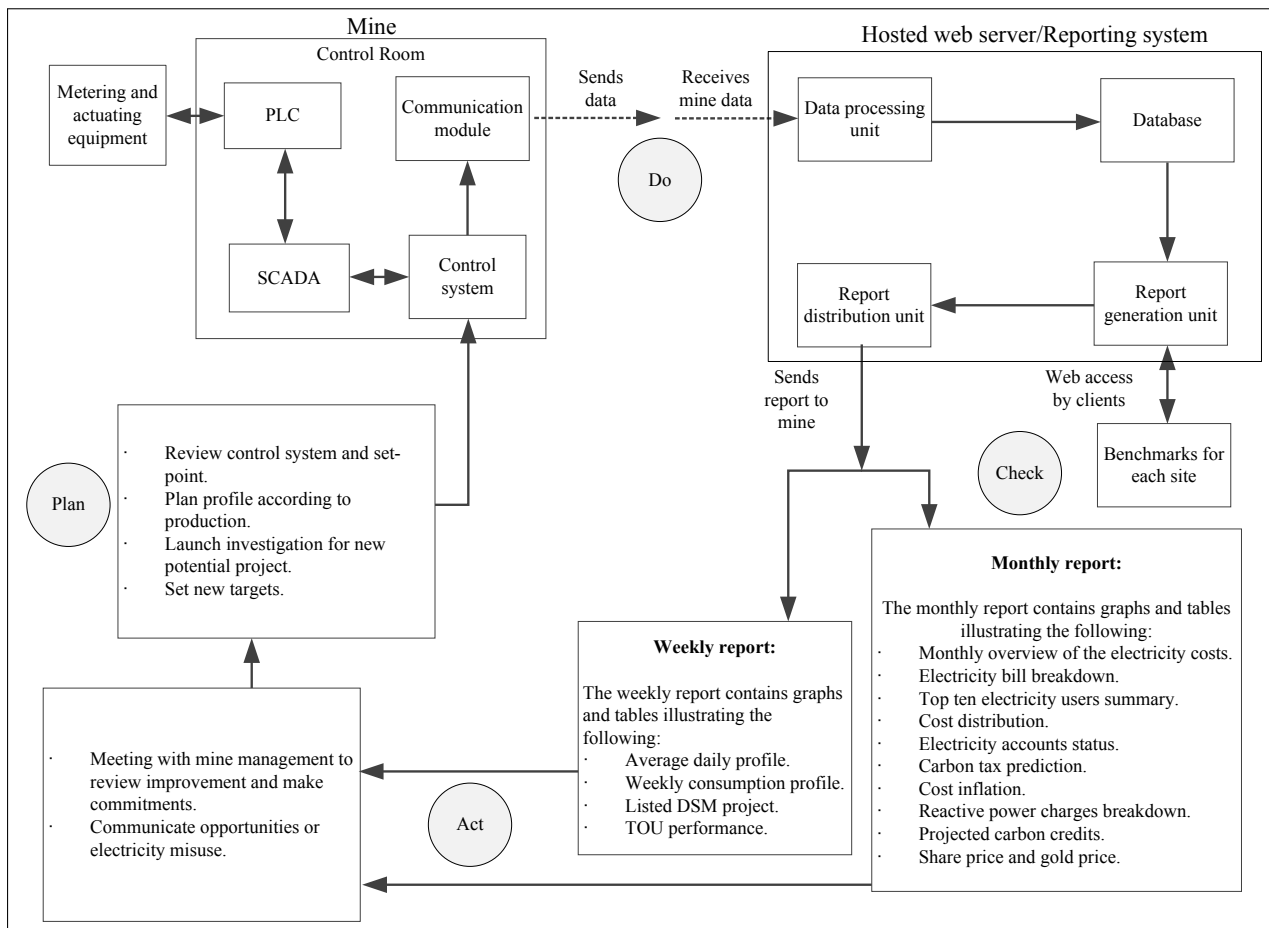 Mine
Control Room
Hosted web server/Reporting system
Metering and
actuating
equipment
PLC
Communication
module
Sends
data
Receives
mine data
Data processing
unit
Database
Do
SCADA
Control
system
Report
distribution unit
Report
generation unit
Sends
report to
mine
Web access
by clients
Benchmarks for
each site
Check
Plan
· Review control system and set-
point.
· Plan profile according to
production.
· Launch investigation for new
potential project.
· Set new targets.
Monthly report:
The monthly report contains graphs and tables
illustrating the following:
· Monthly overview of the electricity costs.
· Electricity bill breakdown.
· Top ten electricity users summary.
· Cost distribution.
· Electricity accounts status.
· Carbon tax prediction.
· Cost inflation.
· Reactive power charges breakdown.
· Projected carbon credits.
· Share price and gold price.
Weekly report:
The weekly report contains graphs
and tables illustrating the
following:
· Average daily profile.
· Weekly consumption profile.
· Listed DSM project.
· TOU performance.
Act
· Meeting with mine management to
review improvement and make
commitments.
· Communicate opportunities or
electricity misuse.